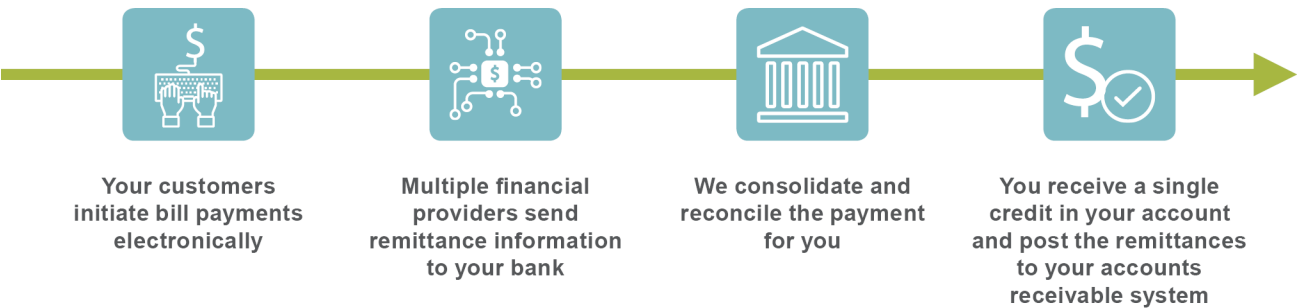 $
$
$
Your customers
initiate bill payments
electronically
Multiple financial
providers send
remittance information
to your bank
We consolidate and
reconcile the payment
for you
You receive a single
credit in your account
and post the remittances
to your accounts
receivable system